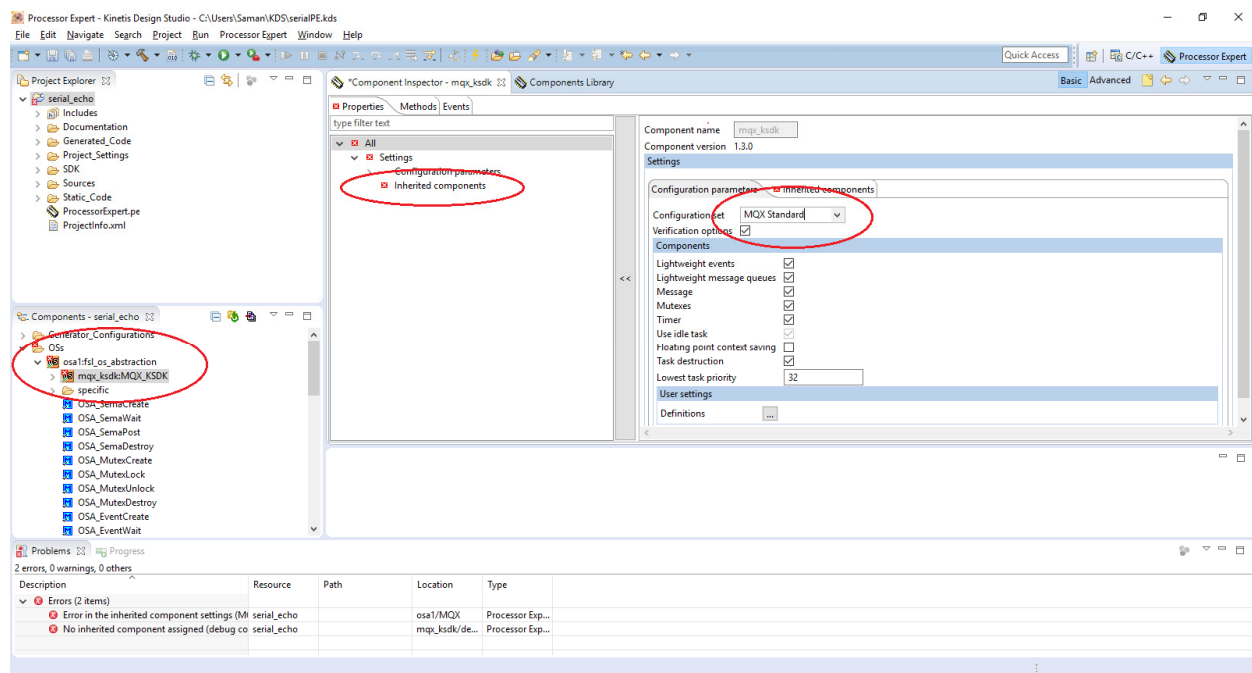 Processor Expert - Kinetis Design Studio - C:\Users\Saman\KDS\serialPE.kds
File Edit Navigate Search Project Run Processor Expert Window Help
Quick Access
C/C++
Processor Expert
Project Explorer
serial_echo
Includes
Documentation
Generated_Code
Project_Settings
SDK
Sources
Static_Code
ProcessorExpert.pe
ProjectInfo.xml
Components - serial_echo
Generator_Configurations
OSs
osa1:fsl_os_abstraction
mqx_ksdk:MQX_KSDK
specific
OSA_SemaCreate
OSA_SemaWait
OSA_SemaPost
OSA_SemaDestroy
OSA_MutexCreate
OSA_MutexLock
OSA_MutexUnlock
OSA_MutexDestroy
OSA_EventCreate
OSA_EventWait
*Component Inspector - mqx_ksdk
Components Library
Basic Advanced
Properties Methods Events
type filter text
All
Settings
Configuration parameters
Inherited components
<<
Component name mqx_ksdk
Component version 1.3.0
Settings
Configuration parameters Inherited components
Configuration set MQX Standard
Verification options
Components
Lightweight events
Lightweight message queues
Message
Mutexes
Timer
Use idle task
Floating point context saving
Task destruction
Lowest task priority 32
User settings
Definitions ...
Problems Progress
2 errors, 0 warnings, 0 others
Description Resource Path Location Type
Errors (2 items)
Error in the inherited component settings (M serial_echo osa1/MQX Processor Exp...
No inherited component assigned (debug co serial_echo mqx_ksdk/de... Processor Exp...